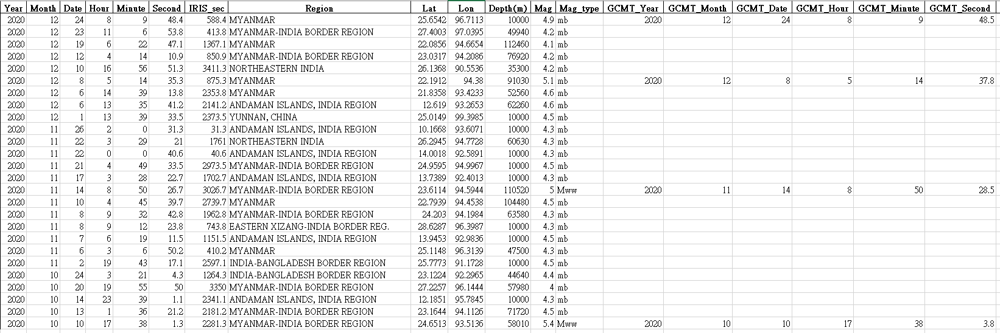 Year Month Date Hour Minute Second IRIS_sec Region Lat Lon Depth(m) Mag Mag_type GCMT_Year GCMT_Month GCMT_Date GCMT_Hour GCMT_Minute GCMT_Second
2020 12 24 8 9 48.4 588.4 MYANMAR 25.6542 96.7113 10000 4.9 mb 2020 12 24 8 9 48.5
2020 12 23 11 6 53.8 413.8 MYANMAR-INDIA BORDER REGION 27.4003 97.0395 49940 4.2 mb
2020 12 19 6 22 47.1 1367.1 MYANMAR 22.0856 94.6654 112460 4.1 mb
2020 12 12 4 14 10.9 850.9 MYANMAR-INDIA BORDER REGION 23.0317 94.2086 76920 4.2 mb
2020 12 10 16 56 51.3 3411.3 NORTHEASTERN INDIA 26.1368 90.5536 35300 4.2 mb
2020 12 8 5 14 35.3 875.3 MYANMAR 22.1912 94.38 91030 5.1 mb 2020 12 8 5 14 37.8
2020 12 6 14 39 13.8 2353.8 MYANMAR 21.8358 93.4233 52560 4.6 mb
2020 12 6 13 35 41.2 2141.2 ANDAMAN ISLANDS, INDIA REGION 12.619 93.2653 62260 4.6 mb
2020 12 1 13 39 33.5 2373.5 YUNNAN, CHINA 25.0149 99.3985 10000 4.5 mb
2020 11 26 2 0 31.3 31.3 ANDAMAN ISLANDS, INDIA REGION 10.1668 93.6071 10000 4.3 mb
2020 11 22 3 29 21 1761 NORTHEASTERN INDIA 26.2945 94.7728 60630 4.3 mb
2020 11 22 0 0 40.6 40.6 ANDAMAN ISLANDS, INDIA REGION 14.0018 92.5891 10000 4.3 mb
2020 11 21 4 49 33.5 2973.5 MYANMAR-INDIA BORDER REGION 24.9595 94.9967 10000 4.5 mb
2020 11 17 3 28 22.7 1702.7 ANDAMAN ISLANDS, INDIA REGION 13.7389 92.4013 10000 4.3 mb
2020 11 14 8 50 26.7 3026.7 MYANMAR-INDIA BORDER REGION 23.6114 94.5944 110520 5 Mww 2020 11 14 8 50 28.5
2020 11 10 4 45 39.7 2739.7 MYANMAR 22.7939 94.4538 104480 4.5 mb
2020 11 8 9 32 42.8 1962.8 MYANMAR-INDIA BORDER REGION 24.203 94.1984 63580 4.3 mb
2020 11 8 9 12 23.8 743.8 EASTERN XIZANG-INDIA BORDER REG. 28.6287 96.3987 10000 4.3 mb
2020 11 7 6 19 11.5 1151.5 ANDAMAN ISLANDS, INDIA REGION 13.9453 92.9836 10000 4.5 mb
2020 11 6 3 6 50.2 410.2 MYANMAR 25.1148 96.3139 47500 4.3 mb
2020 11 2 19 43 17.1 2597.1 INDIA-BANGLADESH BORDER REGION 25.7773 91.1728 10000 4.5 mb
2020 10 24 3 21 4.3 1264.3 INDIA-BANGLADESH BORDER REGION 23.1224 92.2965 44640 4.4 mb
2020 10 20 19 55 50 3350 MYANMAR-INDIA BORDER REGION 27.2257 96.1444 57980 4 mb
2020 10 14 23 39 1.1 2341.1 ANDAMAN ISLANDS, INDIA REGION 12.1851 95.7845 10000 4.3 mb
2020 10 13 1 36 21.2 2181.2 MYANMAR-INDIA BORDER REGION 23.1644 94.1126 71720 4.5 mb
2020 10 10 17 38 1.3 2281.3 MYANMAR-INDIA BORDER REGION 24.6513 93.5136 58010 5.4 Mww 2020 10 10 17 38 3.8